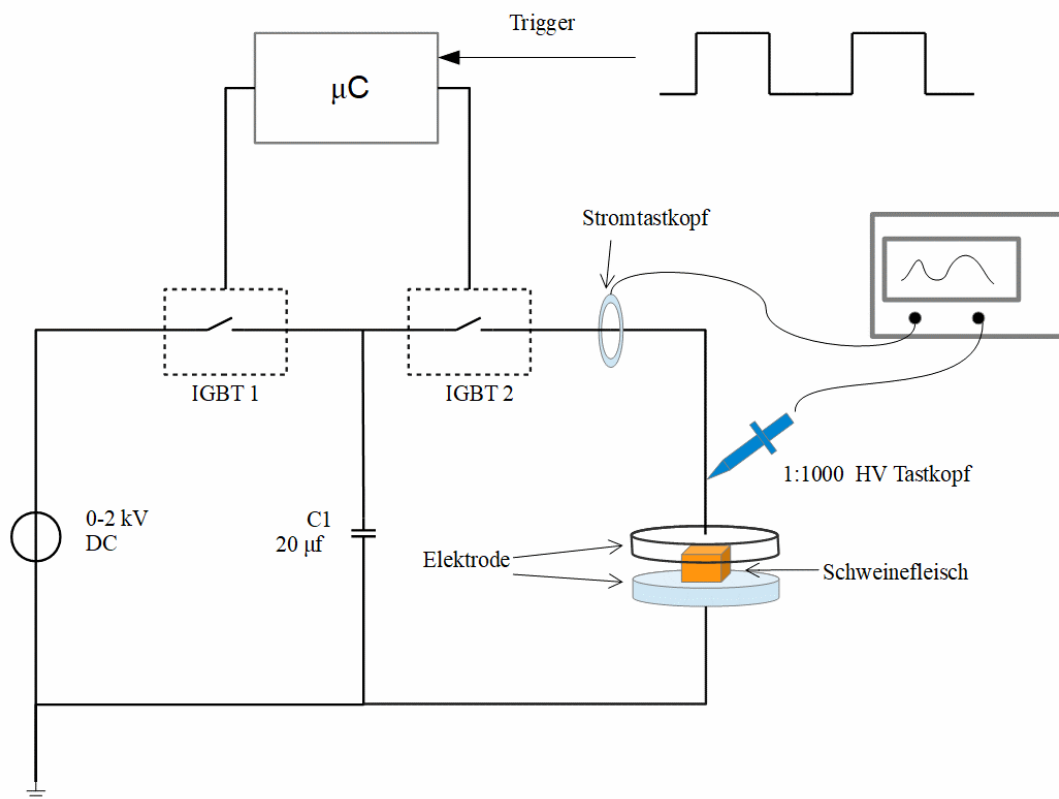 Trigger
µC
Stromtastkopf
IGBT 1
IGBT 2
1:1000  HV Tastkopf
0-2 kV
DC
C1
20 µf
Elektrode
Schweinefleisch